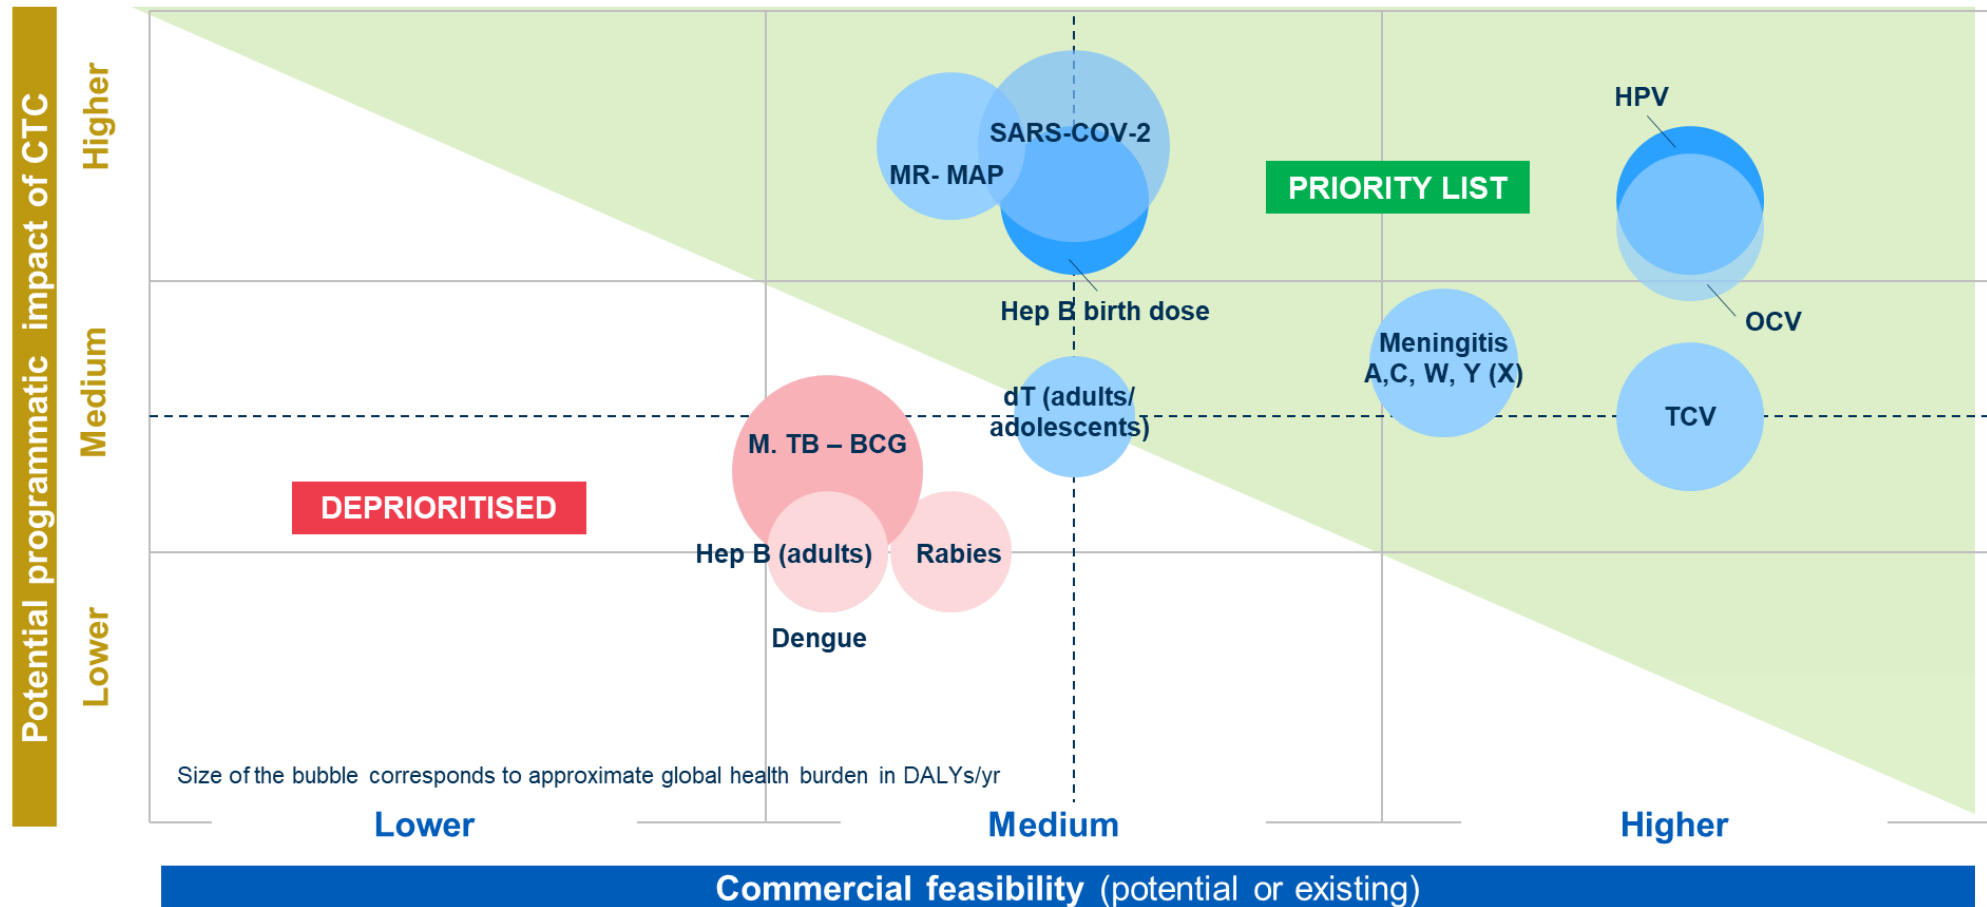 Potential programmatic impact of CTC
Higher
Medium
Lower
HPV
SARS-COV-2
MR- MAP
PRIORITY LIST
Hep B birth dose
OCV
Meningitis
A,C, W, Y (X)
dT (adults/
adolescents)
TCV
M. TB – BCG
DEPRIORITISED
Hep B (adults)
Rabies
Dengue
Size of the bubble corresponds to approximate global health burden in DALYs/yr
Lower
Medium
Higher
Commercial feasibility (potential or existing)